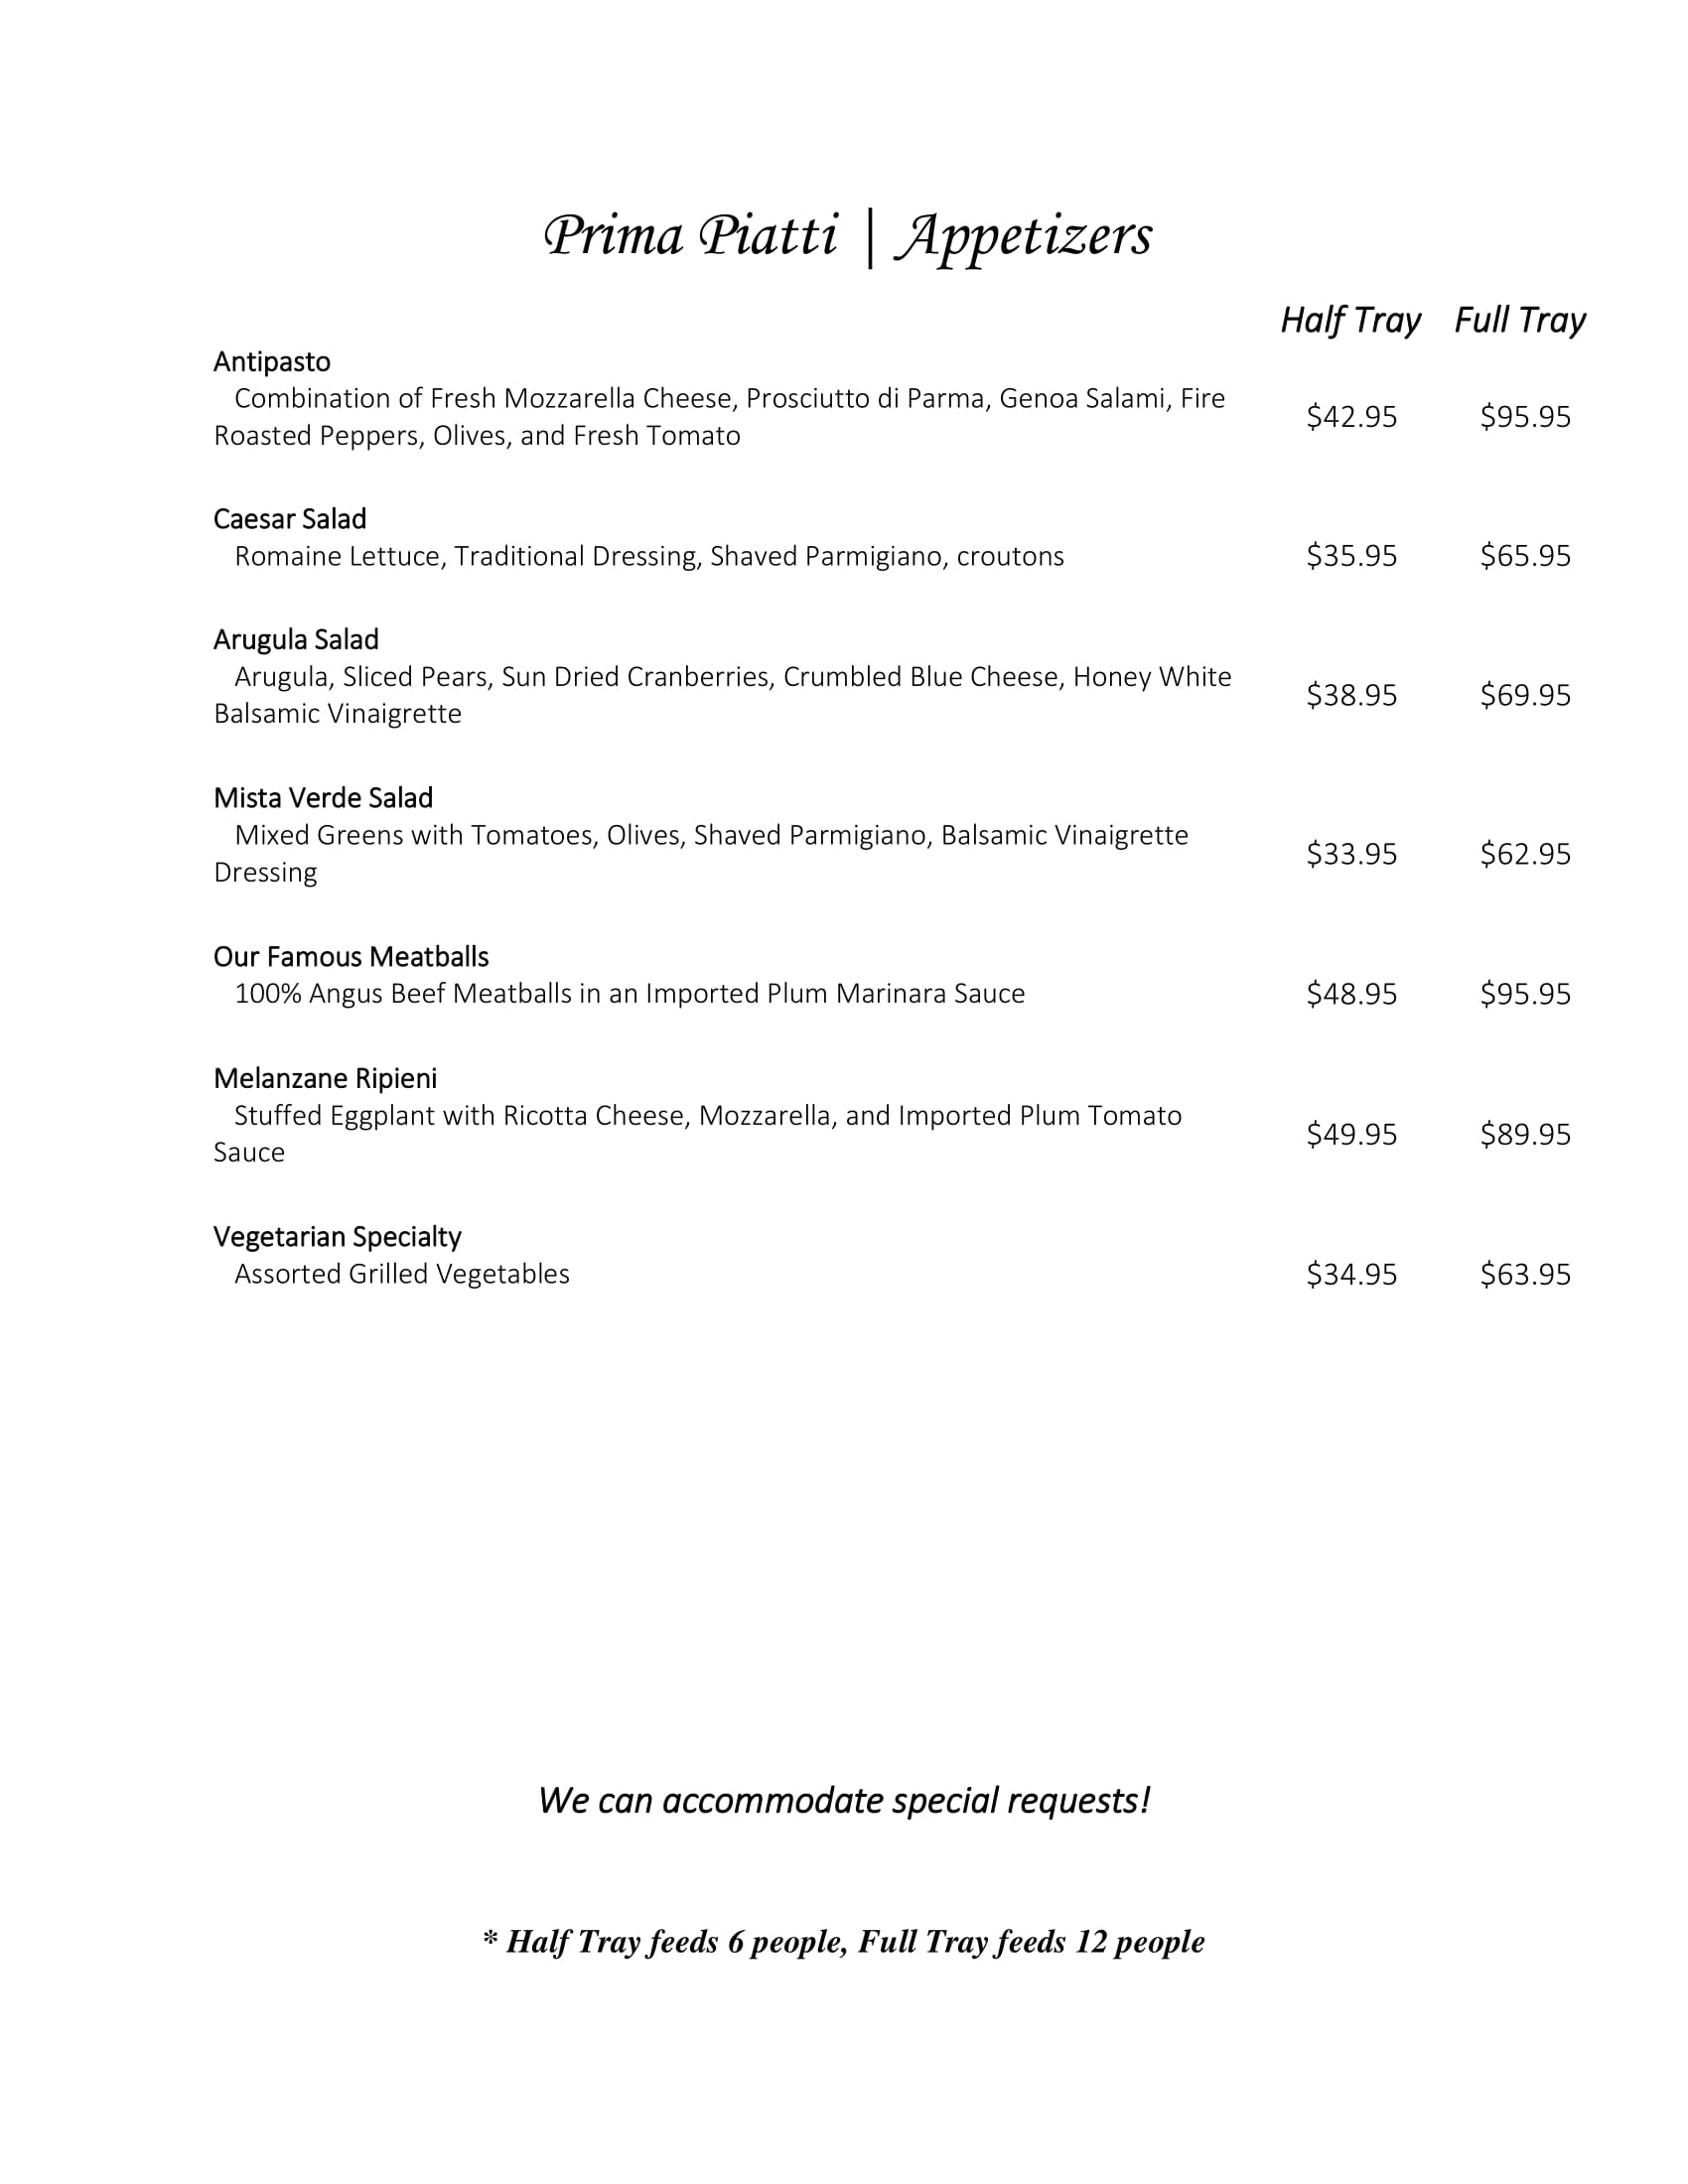 Prima Piatti | Appetizers
Half Tray Full Tray
Antipasto
Combination of Fresh Mozzarella Cheese, Prosciutto di Parma, Genoa Salami, Fire
Roasted Peppers, Olives, and Fresh Tomato
$42.95 $95.95
Caesar Salad
Romaine Lettuce, Traditional Dressing, Shaved Parmigiano, croutons $35.95 $65.95
Arugula Salad
Arugula, Sliced Pears, Sun Dried Cranberries, Crumbled Blue Cheese, Honey White
Balsamic Vinaigrette
$38.95 $69.95
Mista Verde Salad
Mixed Greens with Tomatoes, Olives, Shaved Parmigiano, Balsamic Vinaigrette
Dressing
$33.95 $62.95
Our Famous Meatballs
100% Angus Beef Meatballs in an Imported Plum Marinara Sauce $48.95 $95.95
Melanzane Ripieni
Stuffed Eggplant with Ricotta Cheese, Mozzarella, and Imported Plum Tomato
Sauce
$49.95 $89.95
Vegetarian Specialty
Assorted Grilled Vegetables $34.95 $63.95
We can accommodate special requests!
* Half Tray feeds 6 people, Full Tray feeds 12 people